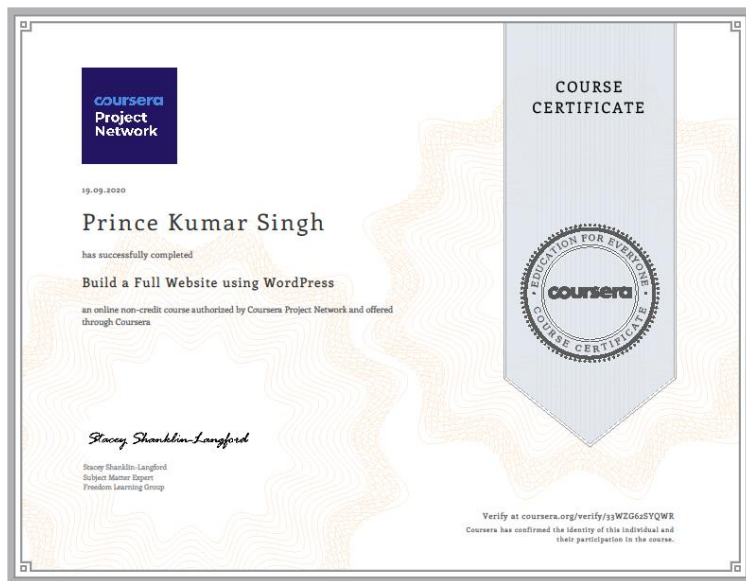 coursera
Project
Network
COURSE
CERTIFICATE
19.09.2020
Prince Kumar Singh
has successfully completed
Build a Full Website using WordPress
an online non-credit course authorized by Coursera Project Network and offered
through Coursera
EDUCATION FOR EVERYONE
coursera
COURSE CERTIFICATE
Stacey Shanklin-Langford
Stacey Shanklin-Langford
Subject Matter Expert
Freedom Learning Group
Verify at coursera.org/verify/33WZG62SYQWR
Coursera has confirmed the identity of this individual and
their participation in the course.